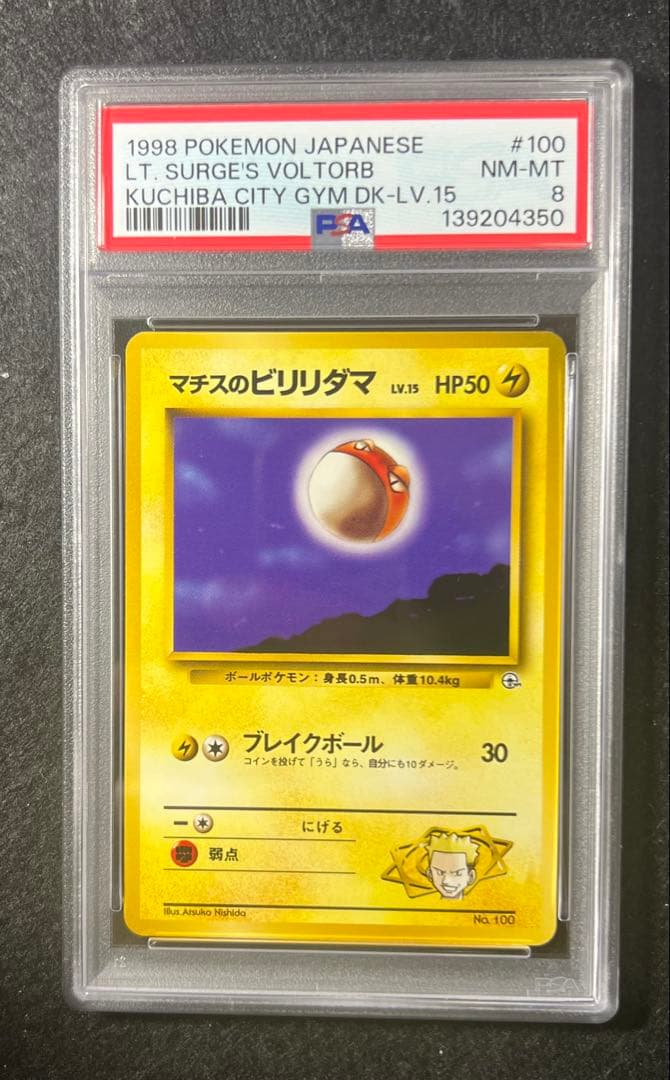 1998 POKEMON JAPANESE #100
LT. SURGE'S VOLTORB NM-MT
KUCHIBA CITY GYM DK-LV.15 8
PSA 139204350
マチスのビリリダマ LV.15 HP50
ボールポケモン：身長0.5m、体重10.4kg
ブレイクボール 30
コインを投げて「うら」なら、自分にも10ダメージ。
にげる
弱点
Illus. Atsuko Nishida No. 100
PSA